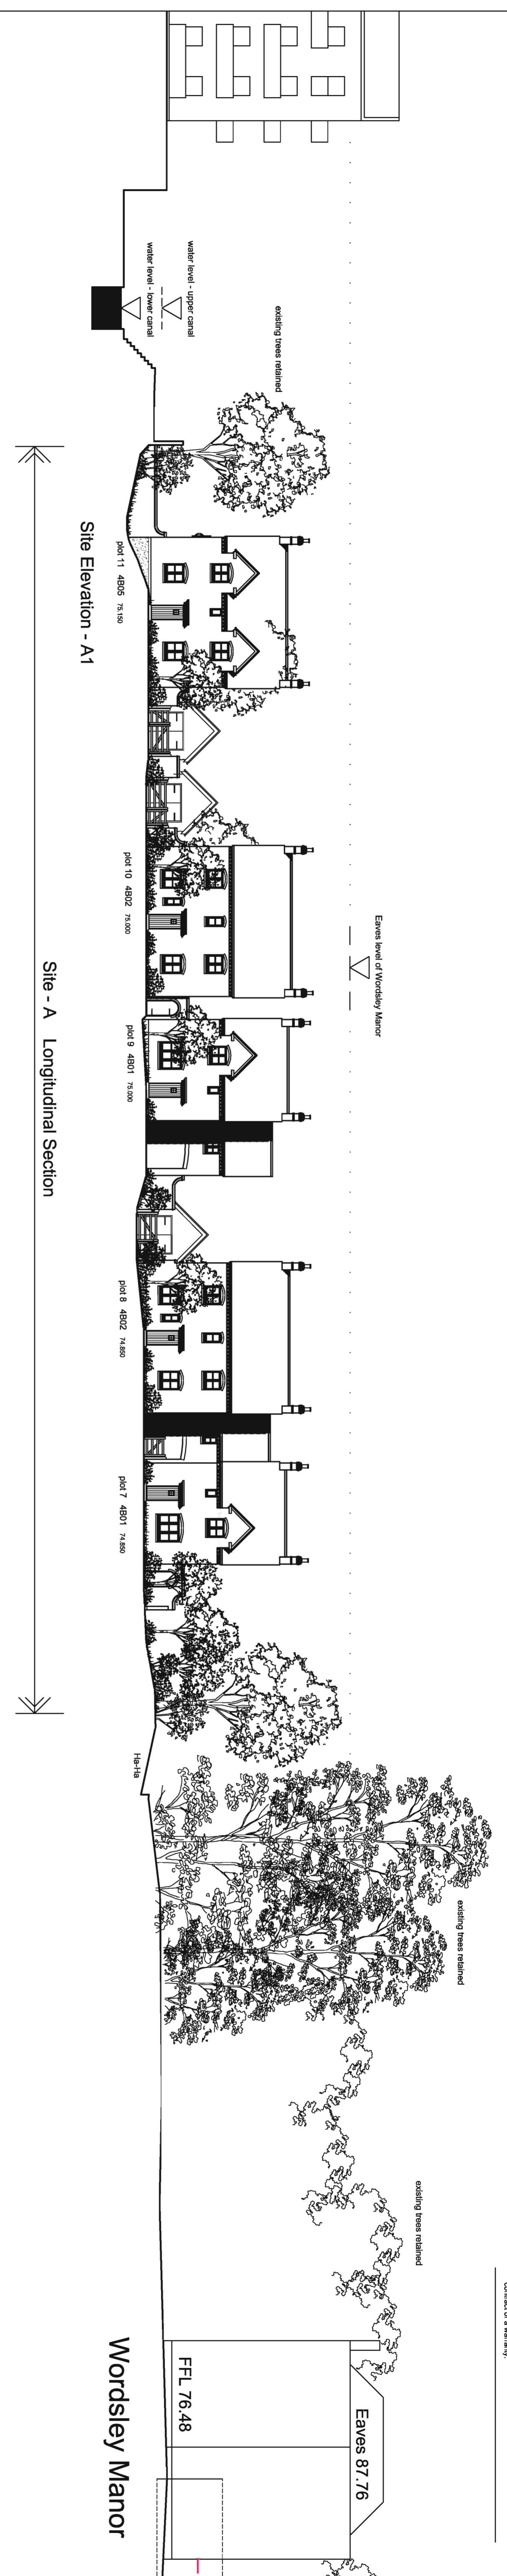 water level - upper canal
water level - lower canal
existing trees retained
Site Elevation - A1
plot 11 4B05 75.150
plot 10 4B02 75.000
Eaves level of Wordsley Manor
plot 9 4B01 75.000
Site - A Longitudinal Section
plot 8 4B02 74.850
plot 7 4B01 74.850
Ha-Ha
existing trees retained
existing trees retained
Eaves 87.76
FFL 76.48
Wordsley Manor